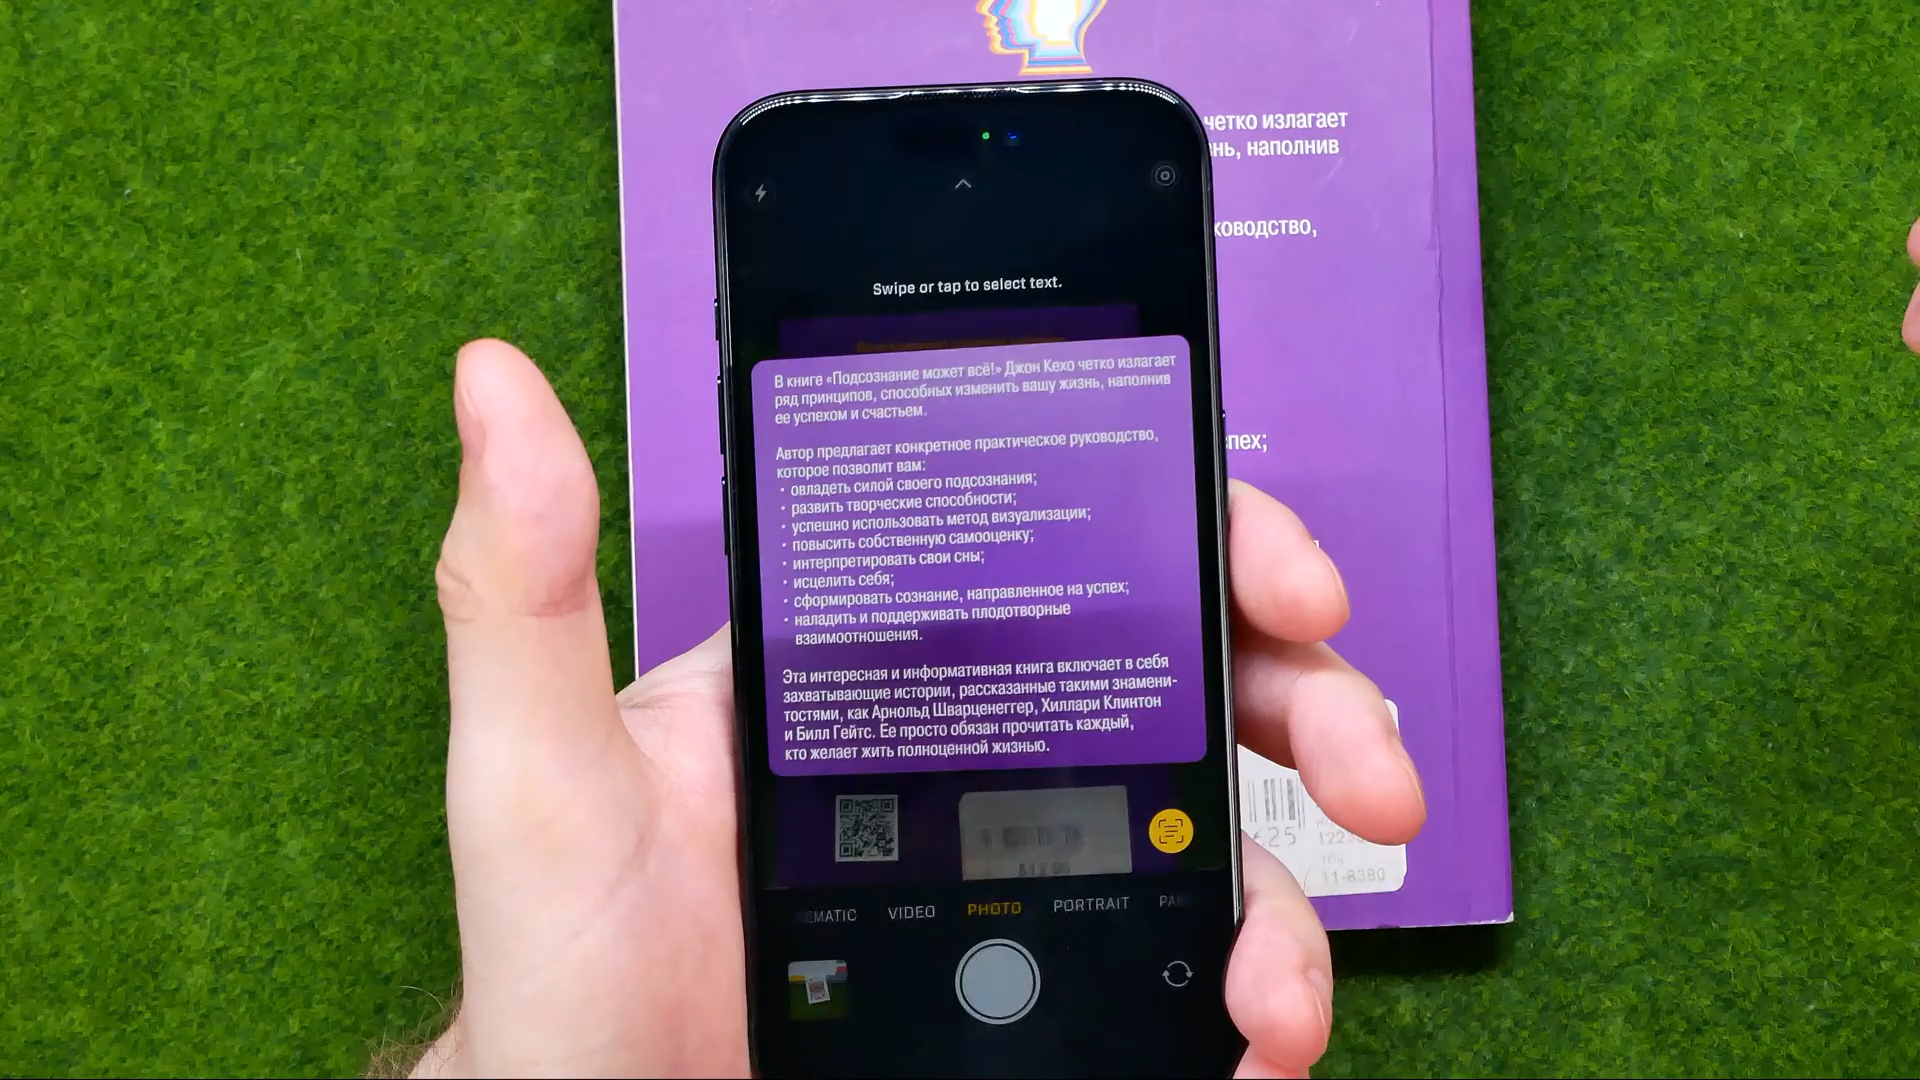 четко излагает
нь, наполнив
ководство,
пех;
Swipe or tap to select text.
В книге «Подсознание может всё!» Джон Кехо четко излагает
ряд принципов, способных изменить вашу жизнь, наполнив
ее успехом и счастьем.
Автор предлагает конкретное практическое руководство,
которое позволит вам:
· овладеть силой своего подсознания;
· развить творческие способности;
· успешно использовать метод визуализации;
· повысить собственную самооценку;
· интерпретировать свои сны;
· исцелить себя;
· сформировать сознание, направленное на успех;
· наладить и поддерживать плодотворные
взаимоотношения.
Эта интересная и информативная книга включает в себя
захватывающие истории, рассказанные такими знамени-
тостями, как Арнольд Шварценеггер, Хиллари Клинтон
и Билл Гейтс. Ее просто обязан прочитать каждый,
кто желает жить полноценной жизнью.
EMATIC VIDEO PHOTO PORTRAIT PA
625
11-8380